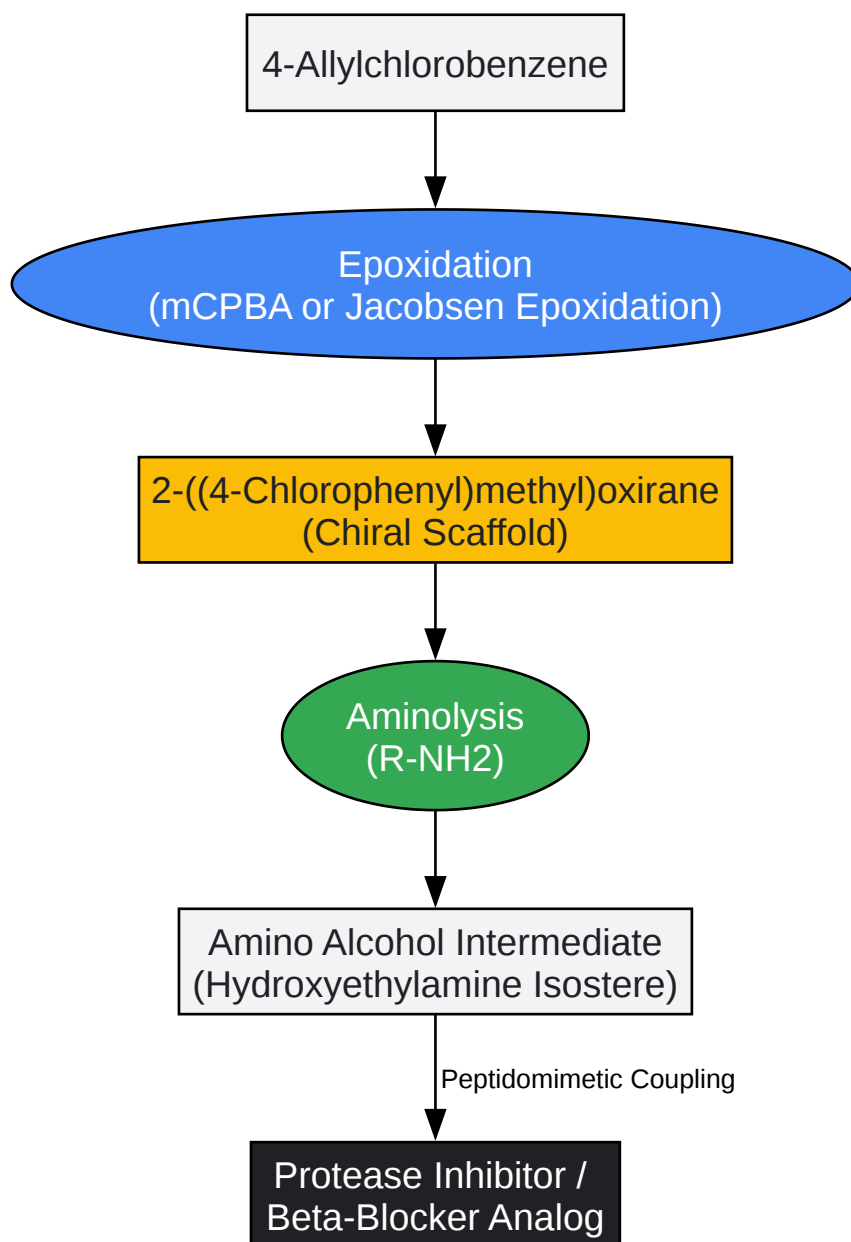 4-Allylchlorobenzene
Epoxidation
(mCPBA or Jacobsen Epoxidation)
2-((4-Chlorophenyl)methyl)oxirane
(Chiral Scaffold)
Aminolysis
(R-NH2)
Amino Alcohol Intermediate
(Hydroxyethylamine Isostere)
Peptidomimetic Coupling
Protease Inhibitor /
Beta-Blocker Analog